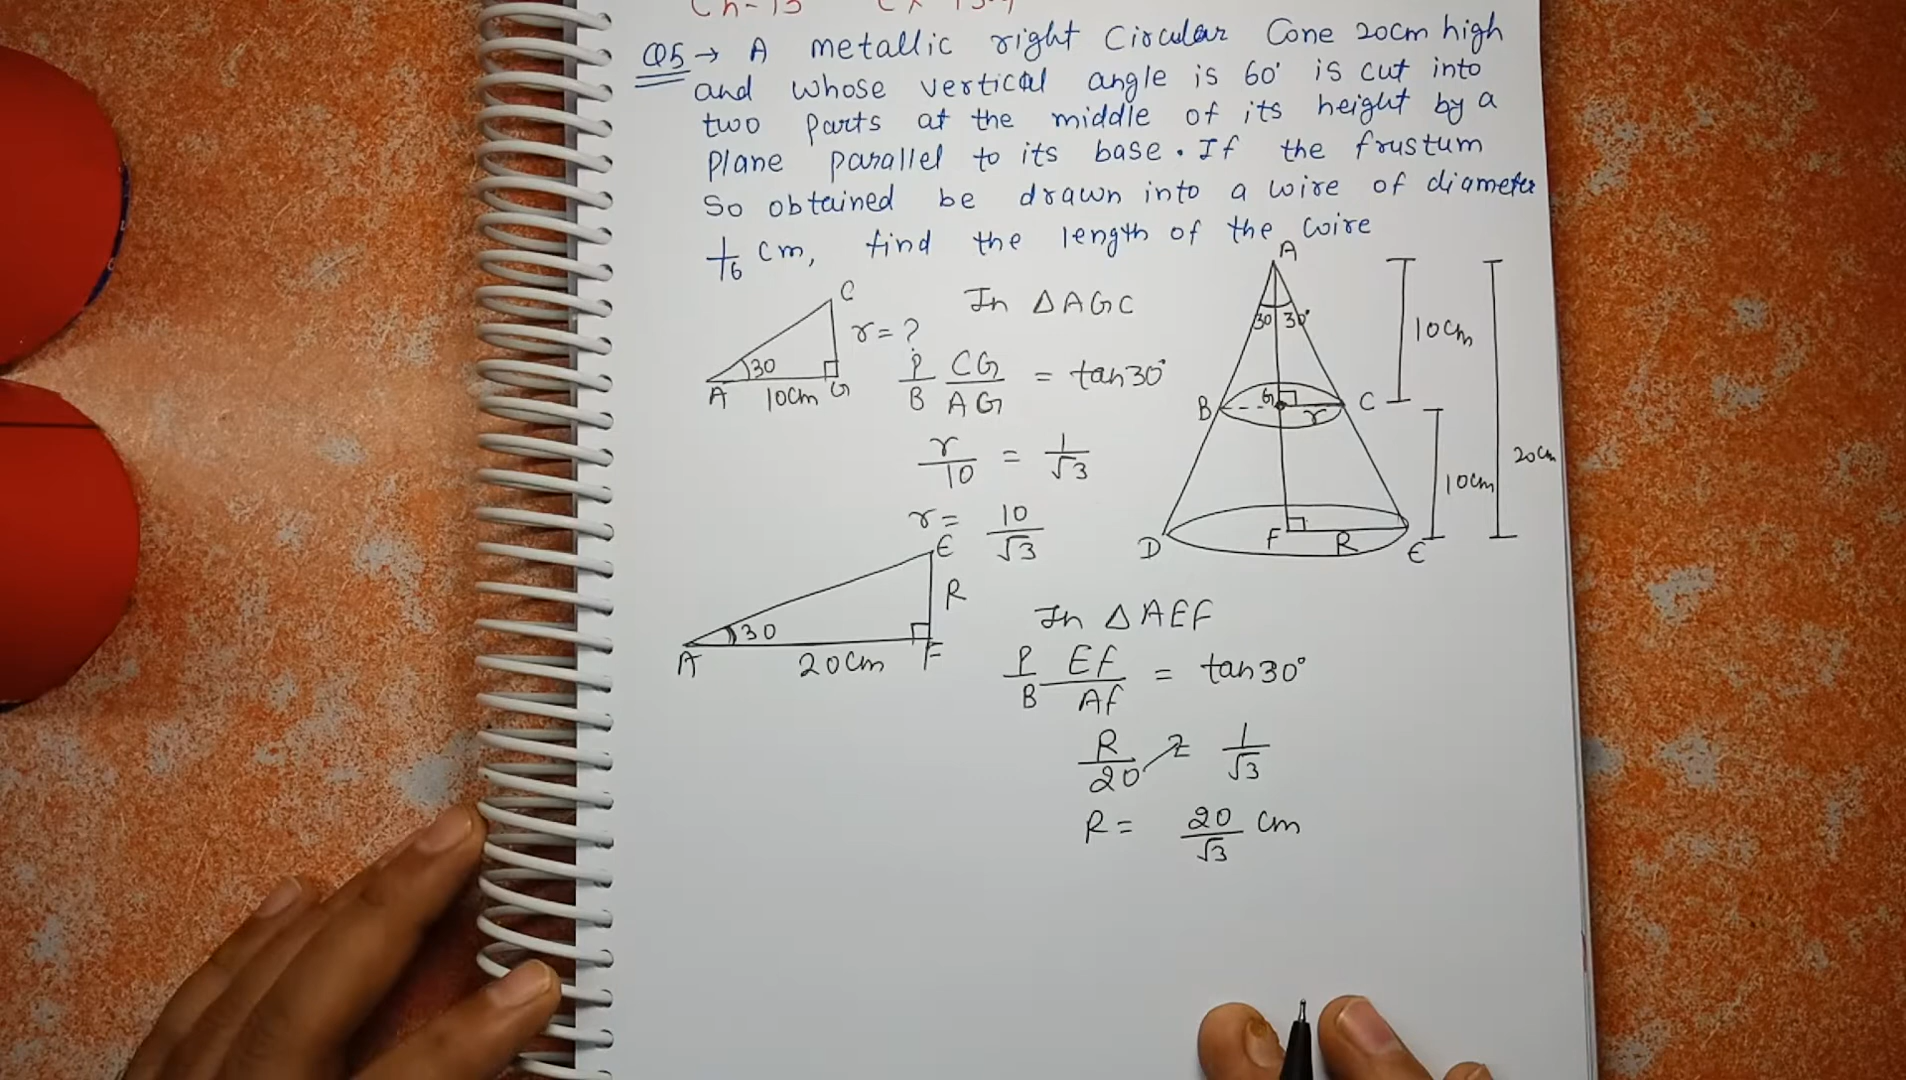 Q5 → A metallic right Circular Cone 20cm high
and whose vertical angle is 60° is cut into
two parts at the middle of its height by a
plane parallel to its base. If the frustum
So obtained be drawn into a wire of diameter
1/16 cm, find the length of the wire
A
30 30°
10cm
B G r C
20cm
10cm
D F R E
C
r = ?
30
A 10cm G
In △AGC
P/B CG/AG = tan30°
r/10 = 1/√3
r = 10/√3
E
R
30
A 20cm F
In △AEF
P/B EF/AF = tan30°
R/20 = 1/√3
R = 20/√3 cm